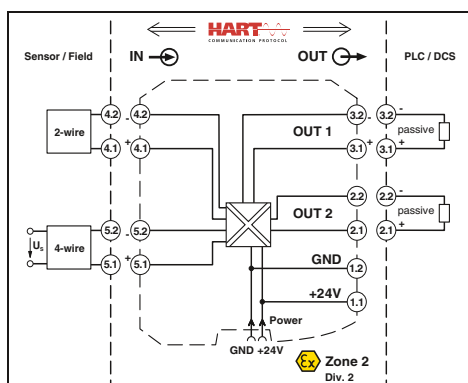 HART
COMMUNICATION PROTOCOL
Sensor / Field
IN
OUT
PLC / DCS
2-wire
4.2 - 4.2
4.1 + 4.1
OUT 1
3.2 - 3.2 -
passive
3.1 + 3.1 +
OUT 2
2.2 2.2 -
passive
2.1 2.1 +
Us
4-wire
5.2 - 5.2
5.1 + 5.1
GND
1.2
+24V
1.1
Power
GND +24V
Ex Zone 2
Div. 2